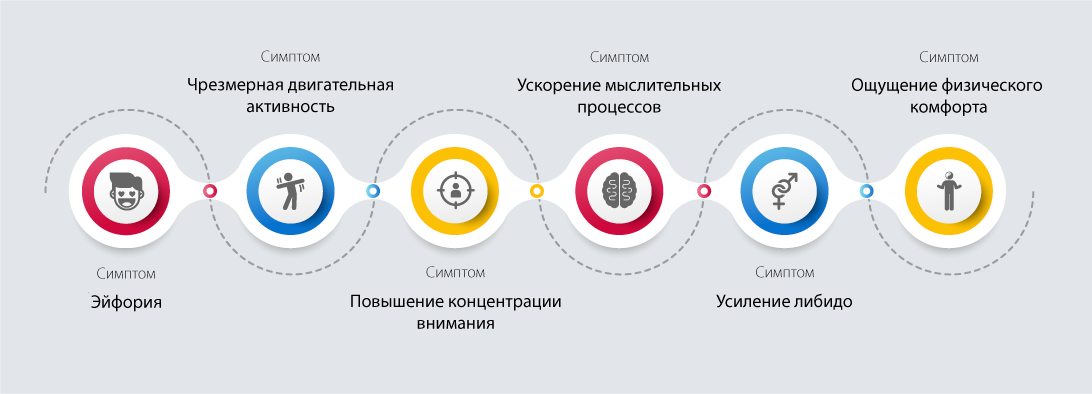 Симптом
Эйфория
Симптом
Чрезмерная двигательная
активность
Симптом
Повышение концентрации
внимания
Симптом
Ускорение мыслительных
процессов
Симптом
Усиление либидо
Симптом
Ощущение физического
комфорта